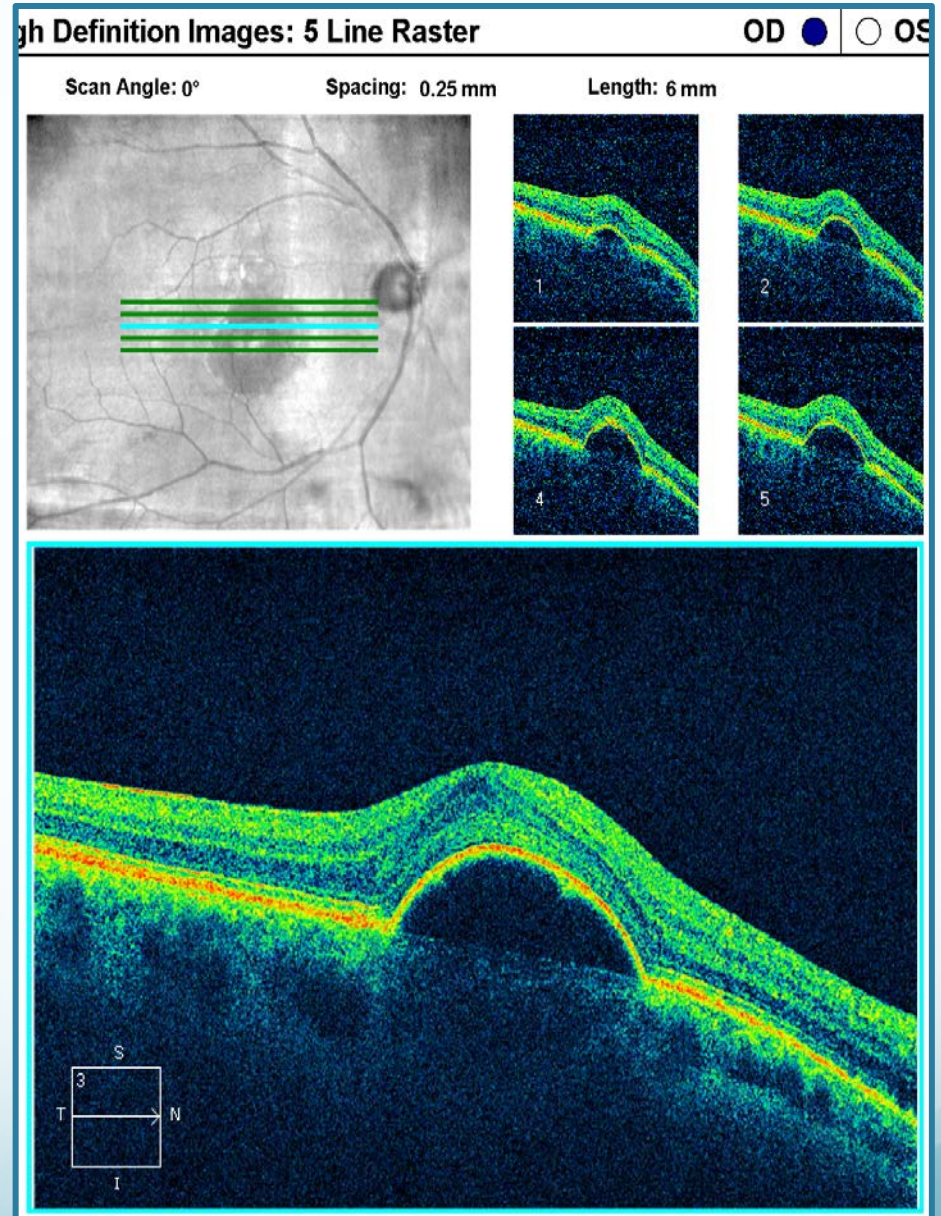 gh Definition Images: 5 Line Raster OD OS
Scan Angle: 0° Spacing: 0.25 mm Length: 6 mm
1 2
4 5
S
3
T N
I